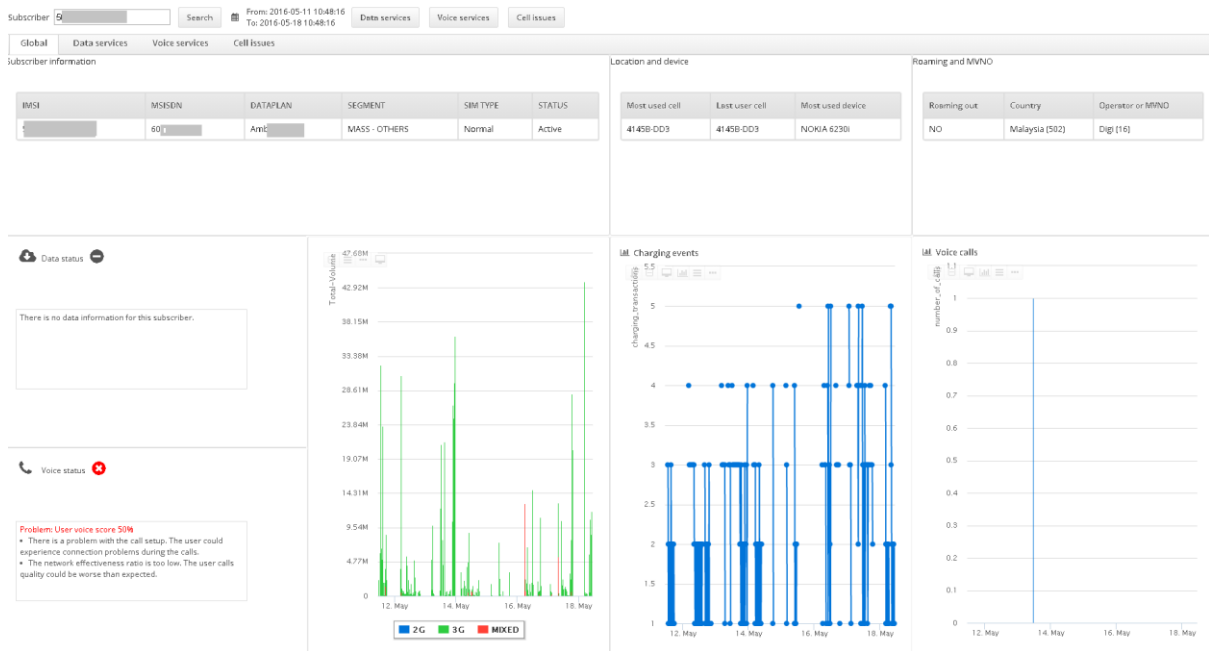 Subscriber 5 Search From: 2016-05-11 10:48:16 Data services Voice services Cell issues
To: 2016-05-18 10:48:16
Global Data services Voice services Cell issues
Subscriber information
IMSI MSISDN DATAPLAN SEGMENT SIM TYPE STATUS
60 Amb MASS - OTHERS Normal Active
Location and device
Most used cell Last user cell Most used device
4145B-DD3 4145B-DD3 NOKIA 6230i
Roaming and MVNO
Roaming out Country Operator or MVNO
NO Malaysia [502] Digi [16]
Data status
There is no data information for this subscriber.
Voice status
Problem: User voice score 50%
• There is a problem with the call setup. The user could
experience connection problems during the calls.
• The network effectiveness ratio is too low. The user calls
quality could be worse than expected.
Total-Volume
47.68M
42.92M
38.15M
33.38M
28.61M
23.84M
19.07M
14.31M
9.54M
4.77M
0
12. May 14. May 16. May 18. May
2G 3G MIXED
Charging events
charging_transactions
5.5
5
4.5
4
3.5
3
2.5
2
1.5
1
12. May 14. May 16. May 18. May
Voice calls
number_of_calls
1.1
1
0.9
0.8
0.7
0.6
0.5
0.4
0.3
0.2
0.1
0
12. May 14. May 16. May 18. May